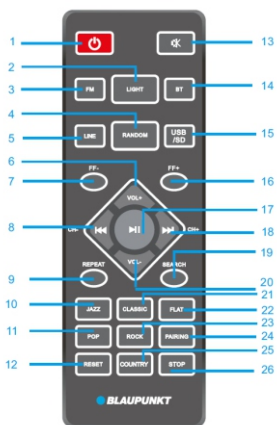 1
13
2
3
FM
LIGHT
BT
14
4
5
LINE
RANDOM
USB
/SD
15
6
FF-
FF+
7
16
VOL+
17
8
CH-
CH+
18
VOL-
19
REPEAT
SEARCH
9
20
21
10
JAZZ
CLASSIC
FLAT
22
11
23
POP
ROCK
PAIRING
24
25
12
RESET
COUNTRY
STOP
26
BLAUPUNKT